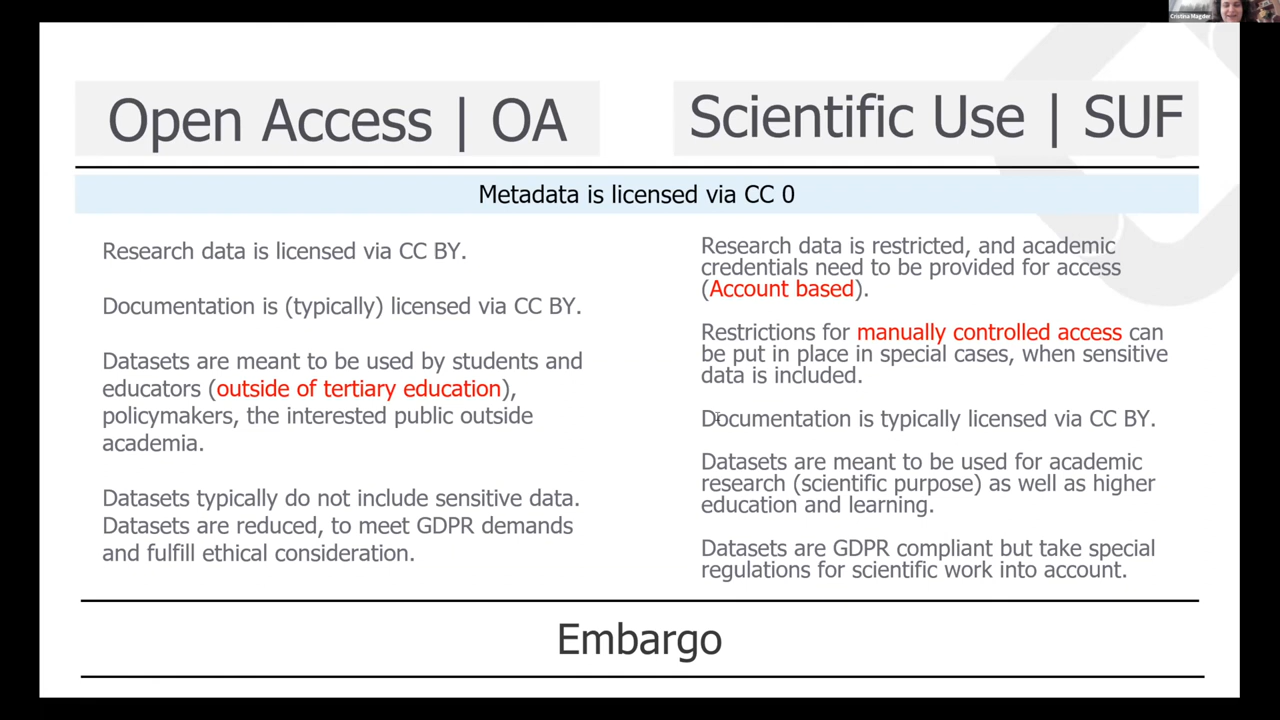 Cristina Magder
Open Access | OA
Scientific Use | SUF
Metadata is licensed via CC 0
Research data is licensed via CC BY.
Documentation is (typically) licensed via CC BY.
Datasets are meant to be used by students and
educators (outside of tertiary education),
policymakers, the interested public outside
academia.
Datasets typically do not include sensitive data.
Datasets are reduced, to meet GDPR demands
and fulfill ethical consideration.
Research data is restricted, and academic
credentials need to be provided for access
(Account based).
Restrictions for manually controlled access can
be put in place in special cases, when sensitive
data is included.
Documentation is typically licensed via CC BY.
Datasets are meant to be used for academic
research (scientific purpose) as well as higher
education and learning.
Datasets are GDPR compliant but take special
regulations for scientific work into account.
Embargo